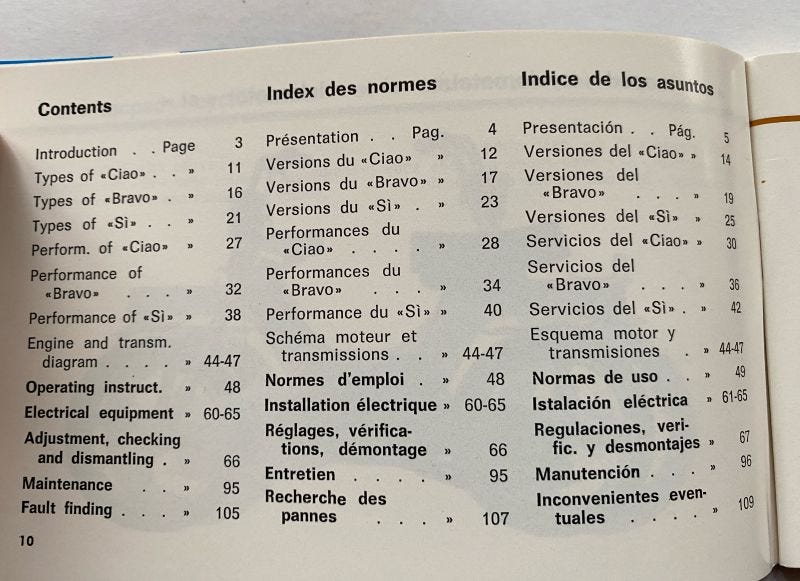 Contents
Introduction . . Page 3
Types of «Ciao» . . » 11
Types of «Bravo» . » 16
Types of «Sì» . . » 21
Perform. of «Ciao» » 27
Performance of
«Bravo» . . . » 32
Performance of «Sì» » 38
Engine and transm.
diagram . . . . » 44-47
Operating instruct. » 48
Electrical equipment » 60-65
Adjustment, checking
and dismantling . » 66
Maintenance . . » 95
Fault finding . . . » 105
10
Index des normes
Présentation . . Pag. 4
Versions du «Ciao» » 12
Versions du «Bravo» » 17
Versions du «Sì» . » 23
Performances du
«Ciao» . . . . » 28
Performances du
«Bravo» . . . » 34
Performance du «Sì» » 40
Schéma moteur et
transmissions . . » 44-47
Normes d'emploi . » 48
Installation électrique » 60-65
Réglages, vérifica-
tions, démontage » 66
Entretien . . . . » 95
Recherche des
pannes . . . » 107
Indice de los asuntos
Presentación . . Pág. 5
Versiones del «Ciao» » 14
Versiones del
«Bravo» . . . » 19
Versiones del «Sì» » 25
Servicios del «Ciao» » 30
Servicios del
«Bravo» . . . » 36
Servicios del «Sì» . » 42
Esquema motor y
transmisiones . » 44-47
Normas de uso . . » 49
Istalación eléctrica » 61-65
Regulaciones, veri-
fic. y desmontajes » 67
Manutención . . . » 96
Inconvenientes even-
tuales . . . . » 109